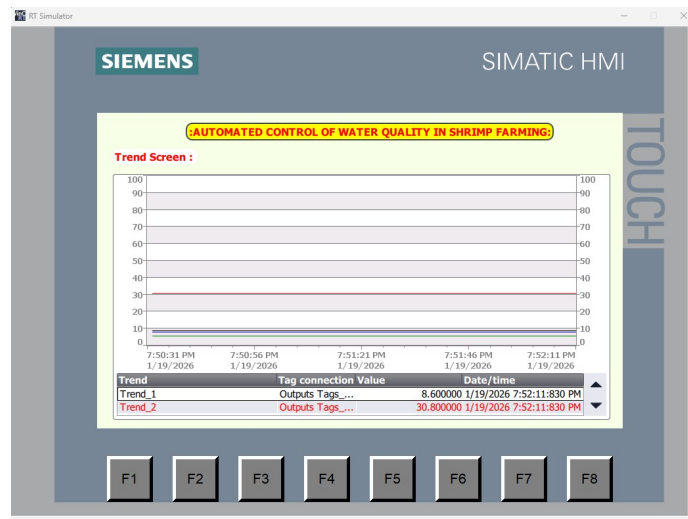 RT Simulator
SIEMENS
SIMATIC HMI
TOUCH
:AUTOMATED CONTROL OF WATER QUALITY IN SHRIMP FARMING:
Trend Screen :
100 100
90 90
80 80
70 70
60 60
50 50
40 40
30 30
20 20
10 10
0 0
7:50:31 PM 7:50:56 PM 7:51:21 PM 7:51:46 PM 7:52:11 PM
1/19/2026 1/19/2026 1/19/2026 1/19/2026 1/19/2026
Trend Tag connection Value Date/time
Trend_1 Outputs Tags_... 8.600000 1/19/2026 7:52:11:830 PM
Trend_2 Outputs Tags_... 30.800000 1/19/2026 7:52:11:830 PM
F1 F2 F3 F4 F5 F6 F7 F8